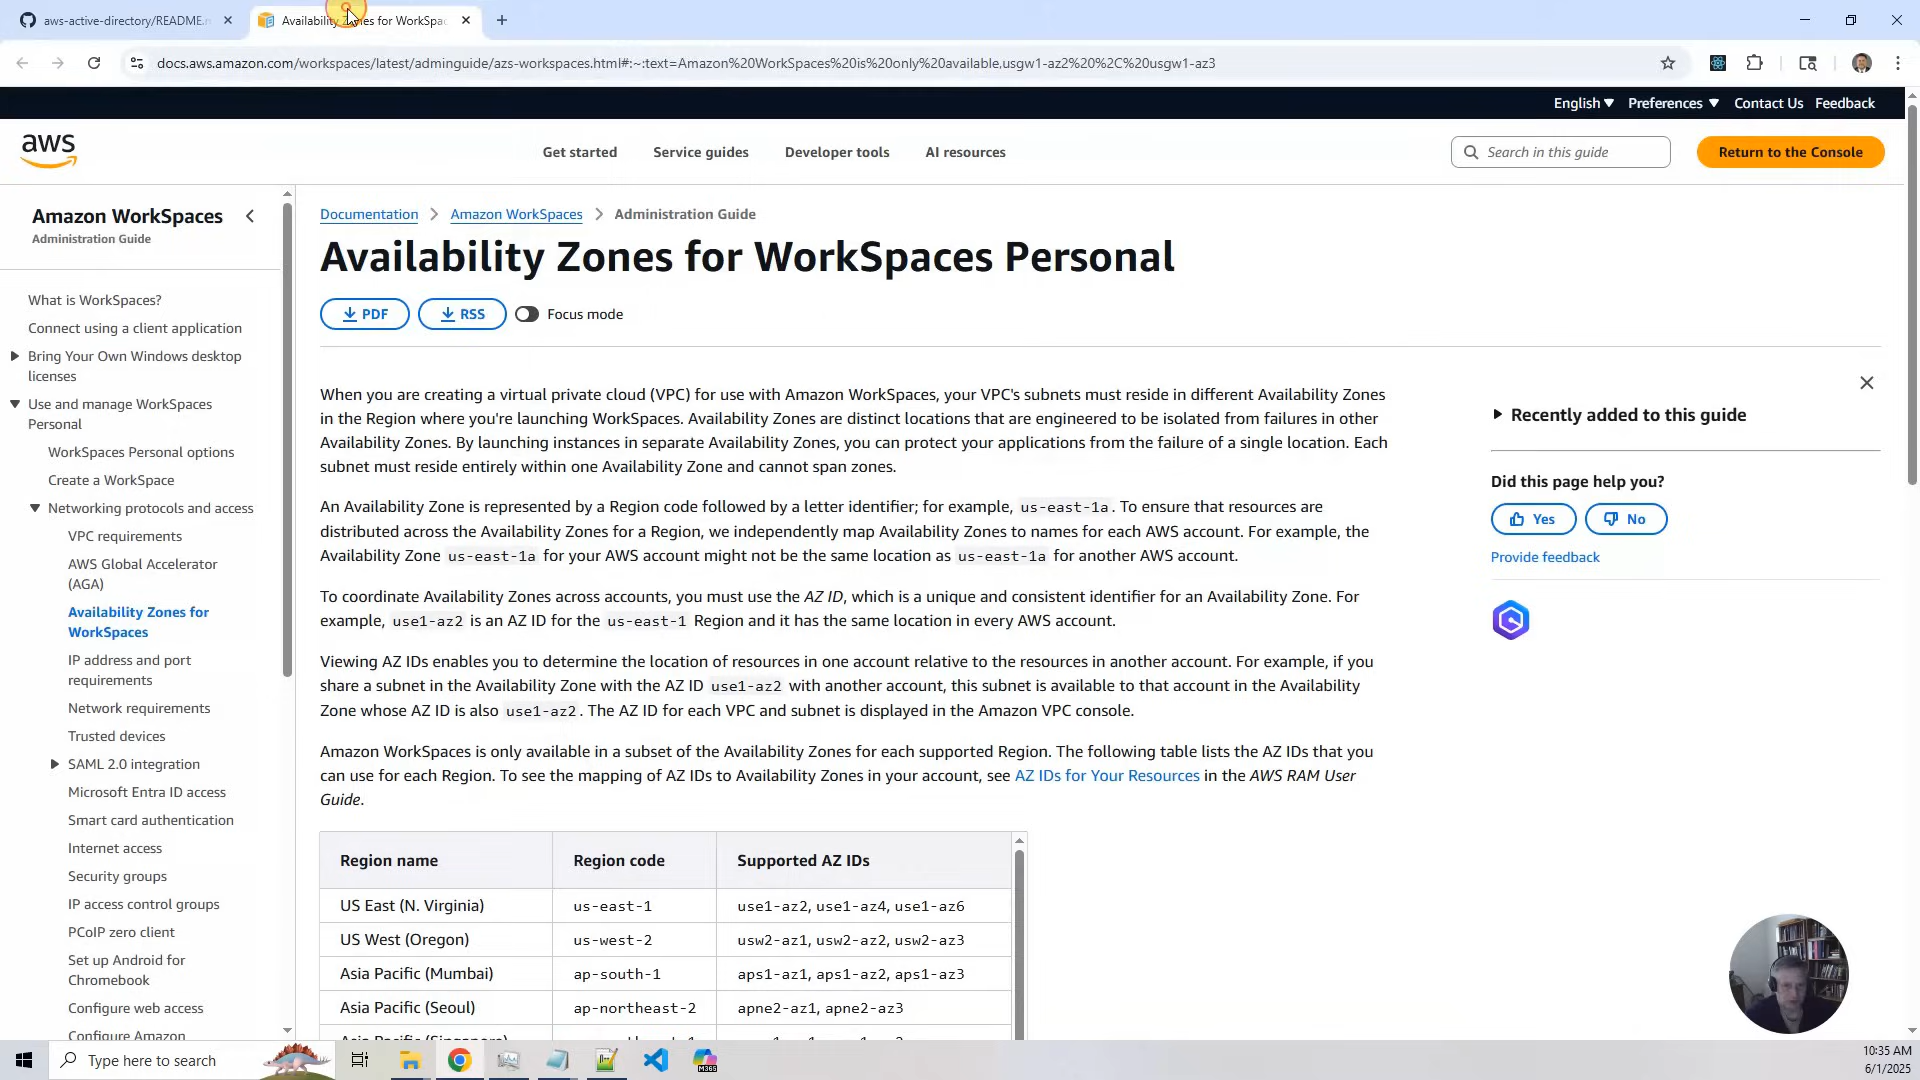 aws-active-directory/README.m
Availability Zones for WorkSpac
docs.aws.amazon.com/workspaces/latest/adminguide/azs-workspaces.html#:~:text=Amazon%20WorkSpaces%20is%20only%20available,usgw1-az2%20%2C%20usgw1-az3
English Preferences Contact Us Feedback
aws Get started Service guides Developer tools AI resources Search in this guide Return to the Console
Amazon WorkSpaces
Administration Guide
What is WorkSpaces?
Connect using a client application
Bring Your Own Windows desktop
licenses
Use and manage WorkSpaces
Personal
WorkSpaces Personal options
Create a WorkSpace
Networking protocols and access
VPC requirements
AWS Global Accelerator
(AGA)
Availability Zones for
WorkSpaces
IP address and port
requirements
Network requirements
Trusted devices
SAML 2.0 integration
Microsoft Entra ID access
Smart card authentication
Internet access
Security groups
IP access control groups
PCoIP zero client
Set up Android for
Chromebook
Configure web access
Configure Amazon
Documentation > Amazon WorkSpaces > Administration Guide
Availability Zones for WorkSpaces Personal
PDF RSS Focus mode
When you are creating a virtual private cloud (VPC) for use with Amazon WorkSpaces, your VPC's subnets must reside in different Availability Zones
in the Region where you're launching WorkSpaces. Availability Zones are distinct locations that are engineered to be isolated from failures in other
Availability Zones. By launching instances in separate Availability Zones, you can protect your applications from the failure of a single location. Each
subnet must reside entirely within one Availability Zone and cannot span zones.
An Availability Zone is represented by a Region code followed by a letter identifier; for example, us-east-1a. To ensure that resources are
distributed across the Availability Zones for a Region, we independently map Availability Zones to names for each AWS account. For example, the
Availability Zone us-east-1a for your AWS account might not be the same location as us-east-1a for another AWS account.
To coordinate Availability Zones across accounts, you must use the AZ ID, which is a unique and consistent identifier for an Availability Zone. For
example, use1-az2 is an AZ ID for the us-east-1 Region and it has the same location in every AWS account.
Viewing AZ IDs enables you to determine the location of resources in one account relative to the resources in another account. For example, if you
share a subnet in the Availability Zone with the AZ ID use1-az2 with another account, this subnet is available to that account in the Availability
Zone whose AZ ID is also use1-az2. The AZ ID for each VPC and subnet is displayed in the Amazon VPC console.
Amazon WorkSpaces is only available in a subset of the Availability Zones for each supported Region. The following table lists the AZ IDs that you
can use for each Region. To see the mapping of AZ IDs to Availability Zones in your account, see AZ IDs for Your Resources in the AWS RAM User
Guide.
Region name Region code Supported AZ IDs
US East (N. Virginia) us-east-1 use1-az2, use1-az4, use1-az6
US West (Oregon) us-west-2 usw2-az1, usw2-az2, usw2-az3
Asia Pacific (Mumbai) ap-south-1 aps1-az1, aps1-az2, aps1-az3
Asia Pacific (Seoul) ap-northeast-2 apne2-az1, apne2-az3
Recently added to this guide
Did this page help you?
Yes No
Provide feedback
Type here to search
M365
10:35 AM
6/1/2025